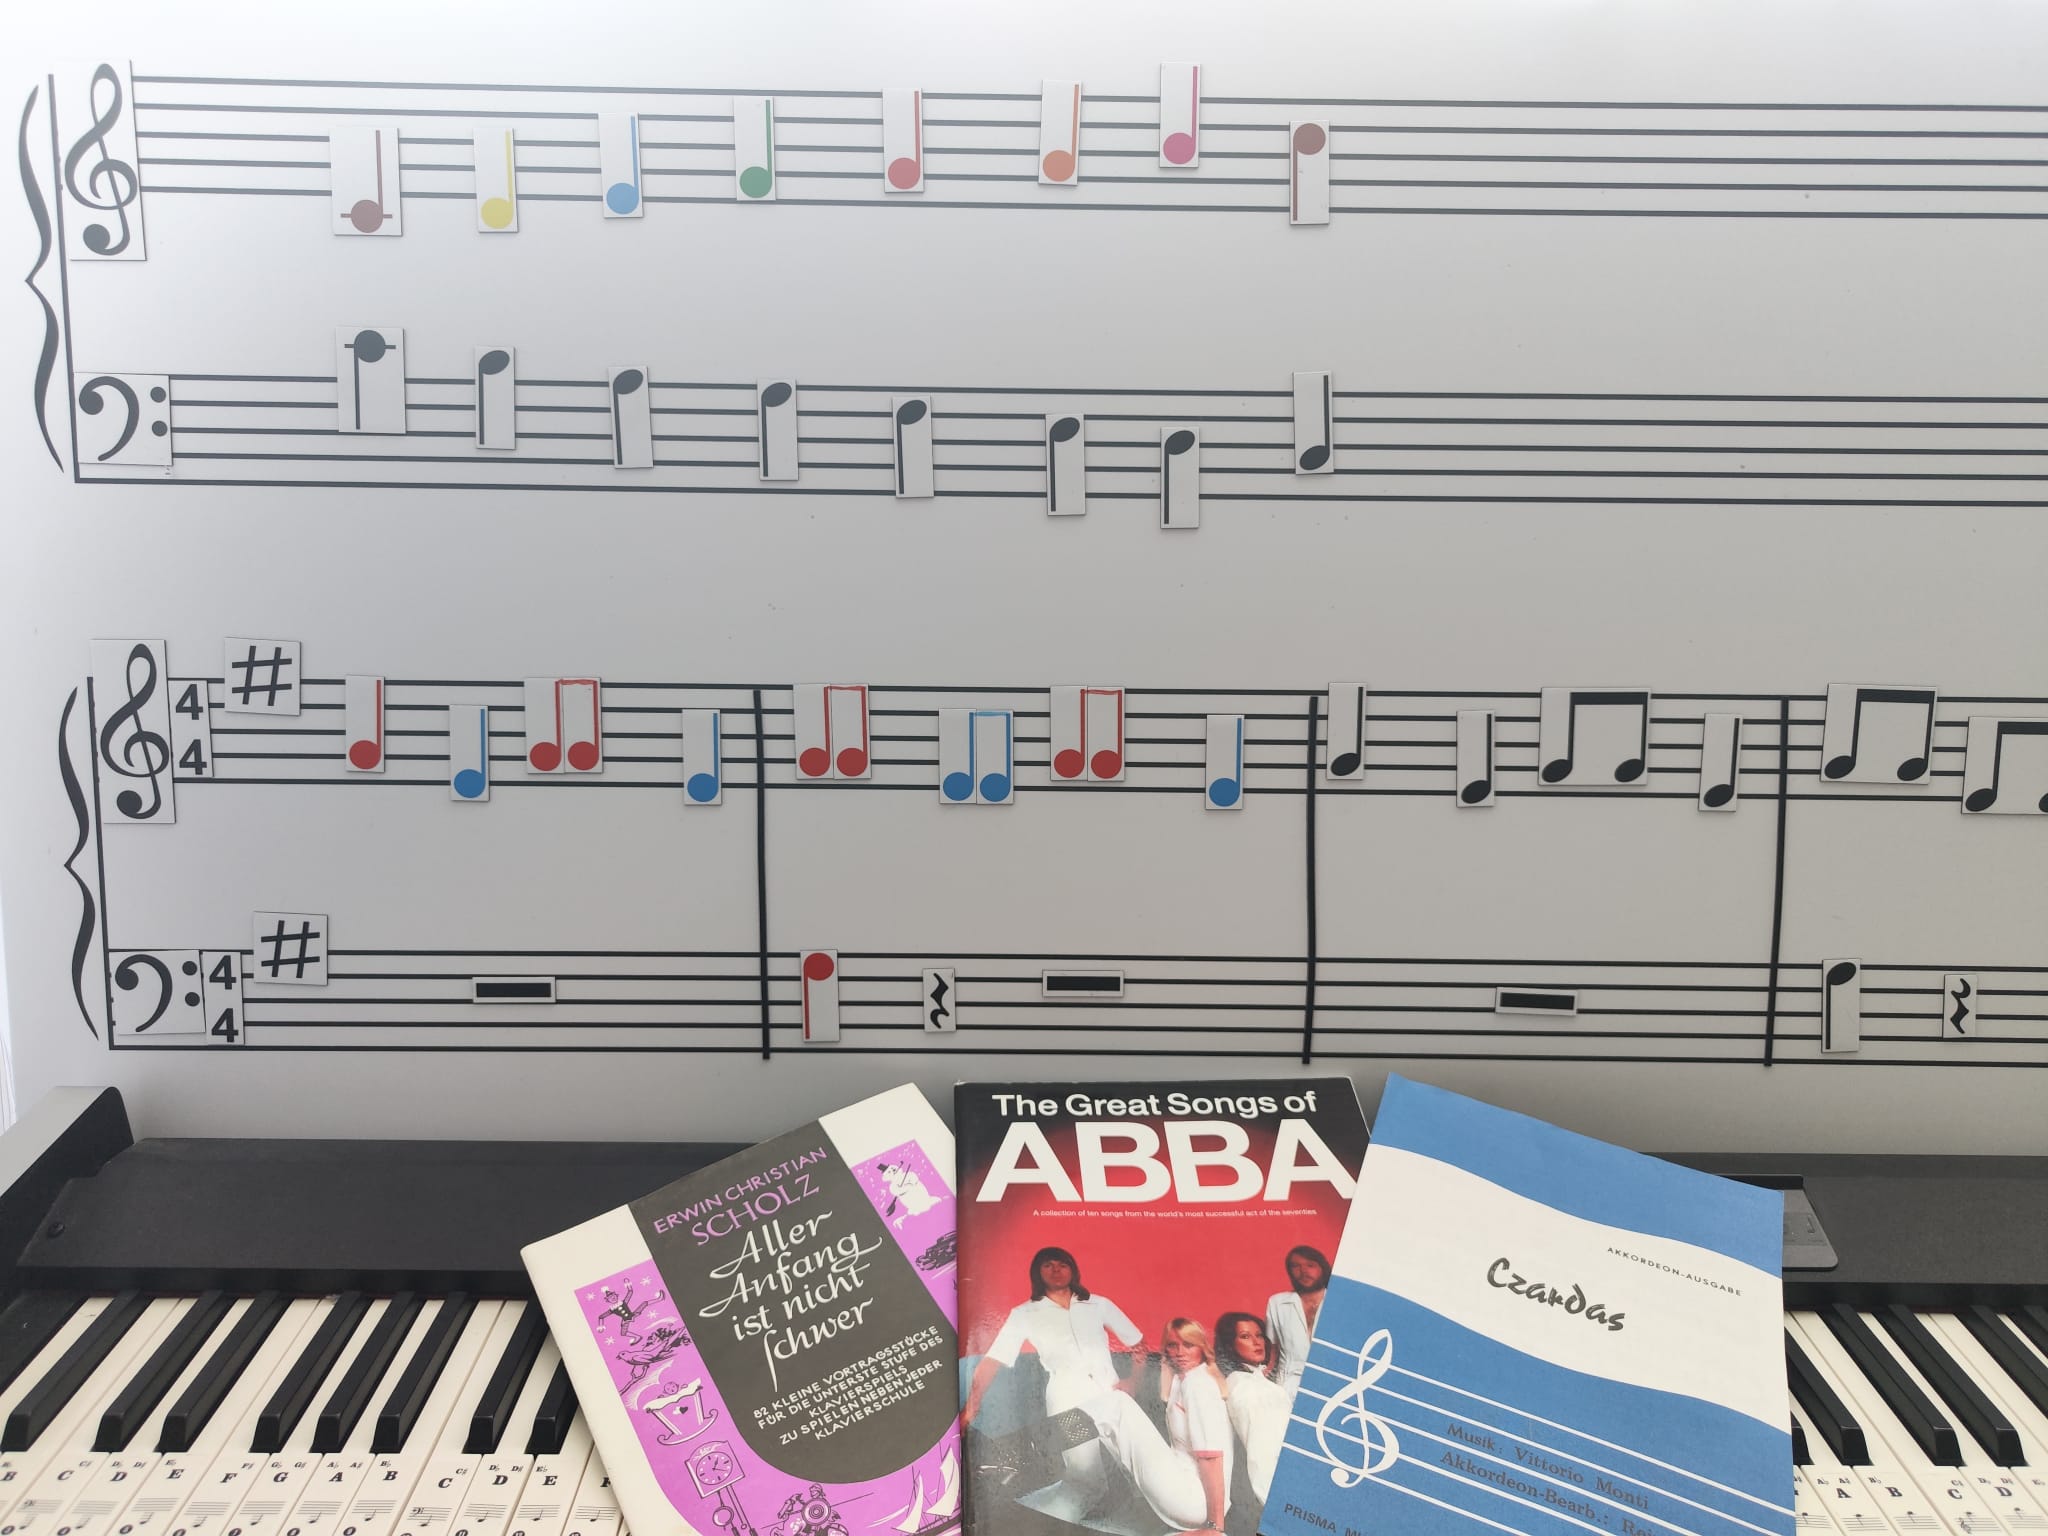 4
4
4
4
ERWIN CHRISTIAN
SCHOLZ
Aller
Anfang
ist nicht
schwer
82 KLEINE VORTRAGSSTÜCKE
FÜR DIE UNTERSTE STUFE DES
KLAVIERSPIELS
ZU SPIELEN NEBEN JEDER
KLAVIERSCHULE
The Great Songs of
ABBA
A collection of ten songs from the world's most successful act of the seventies
AKKORDEON-AUSGABE
Czardas
Musik: Vittorio Monti
Akkordeon-Bearb.:
PRISMA
B C D E F G A B C D E
A B C D